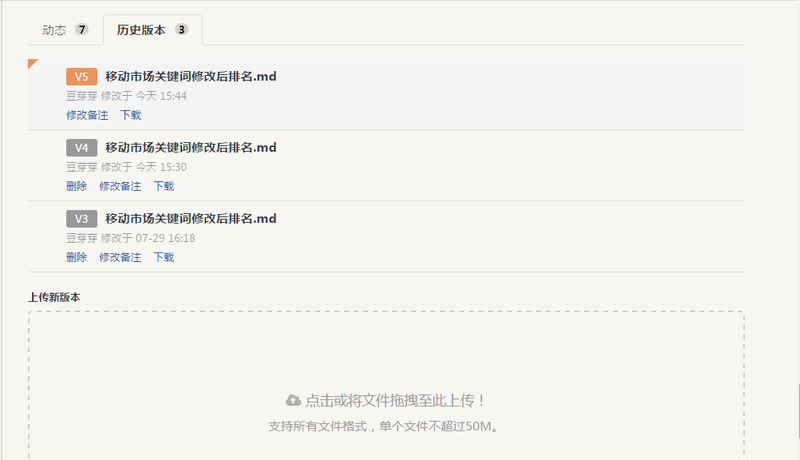 动态 7 历史版本 3
V5 移动市场关键词修改后排名.md
豆芽芽 修改于 今天 15:44
修改备注 下载
V4 移动市场关键词修改后排名.md
豆芽芽 修改于 今天 15:30
删除 修改备注 下载
V3 移动市场关键词修改后排名.md
豆芽芽 修改于 07-29 16:18
删除 修改备注 下载
上传新版本
点击或将文件拖拽至此上传！
支持所有文件格式，单个文件不超过50M。